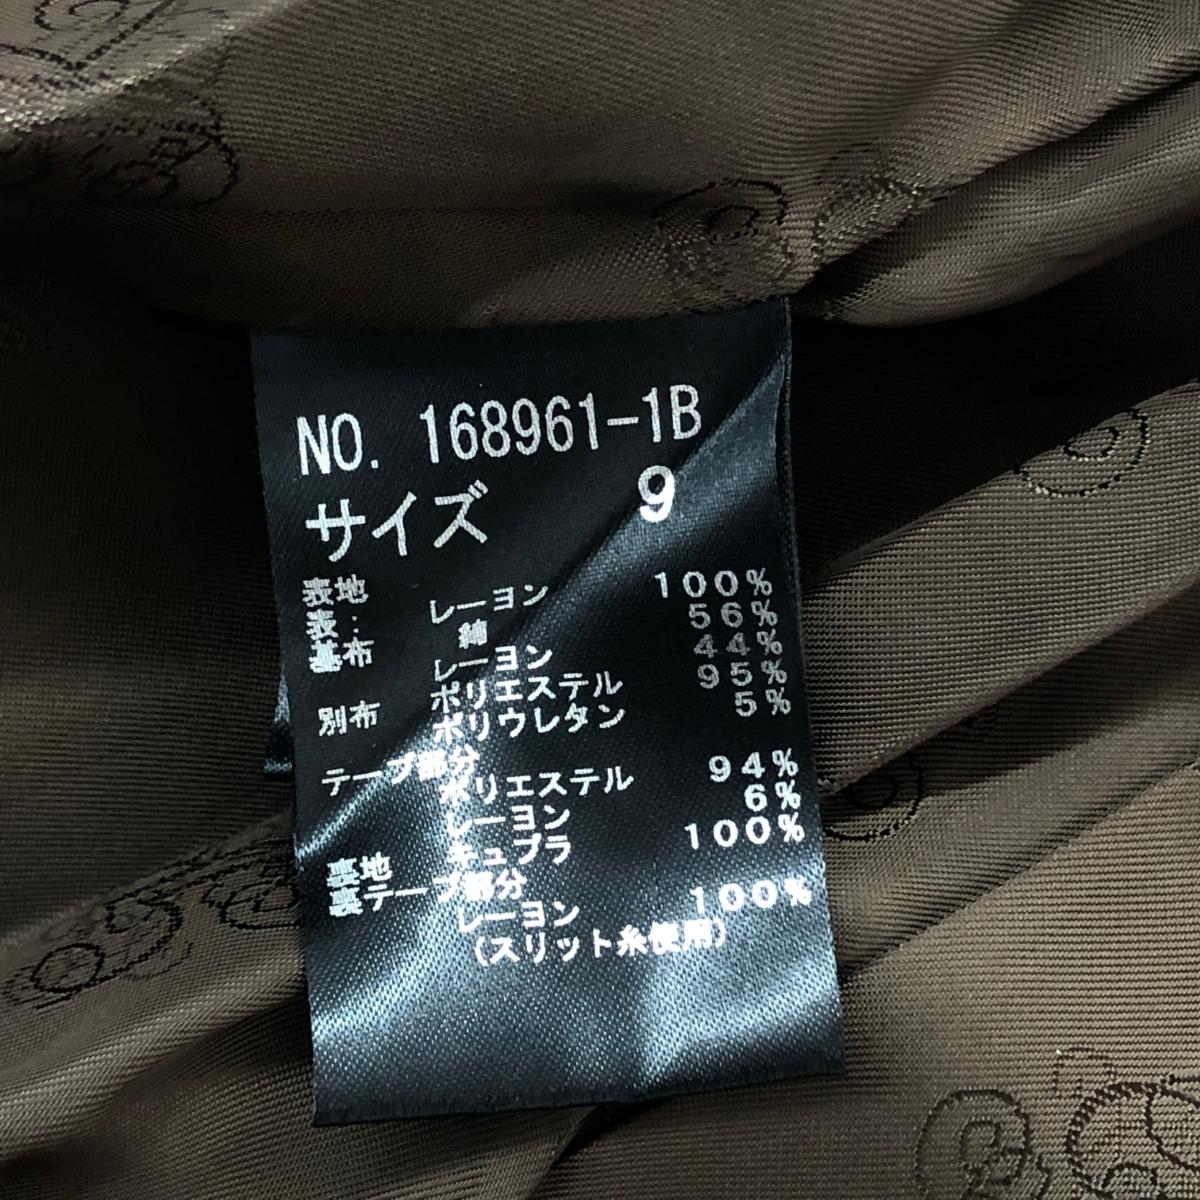 NO. 168961-1B
サイズ 9
表地 レーヨン 100%
表: 綿 56%
基布 レーヨン 44%
別布 ポリエステル 95%
ポリウレタン 5%
テープ部分
ポリエステル 94%
レーヨン 6%
裏地 キュプラ 100%
裏テープ部分
レーヨン 100%
(スリット糸使用)